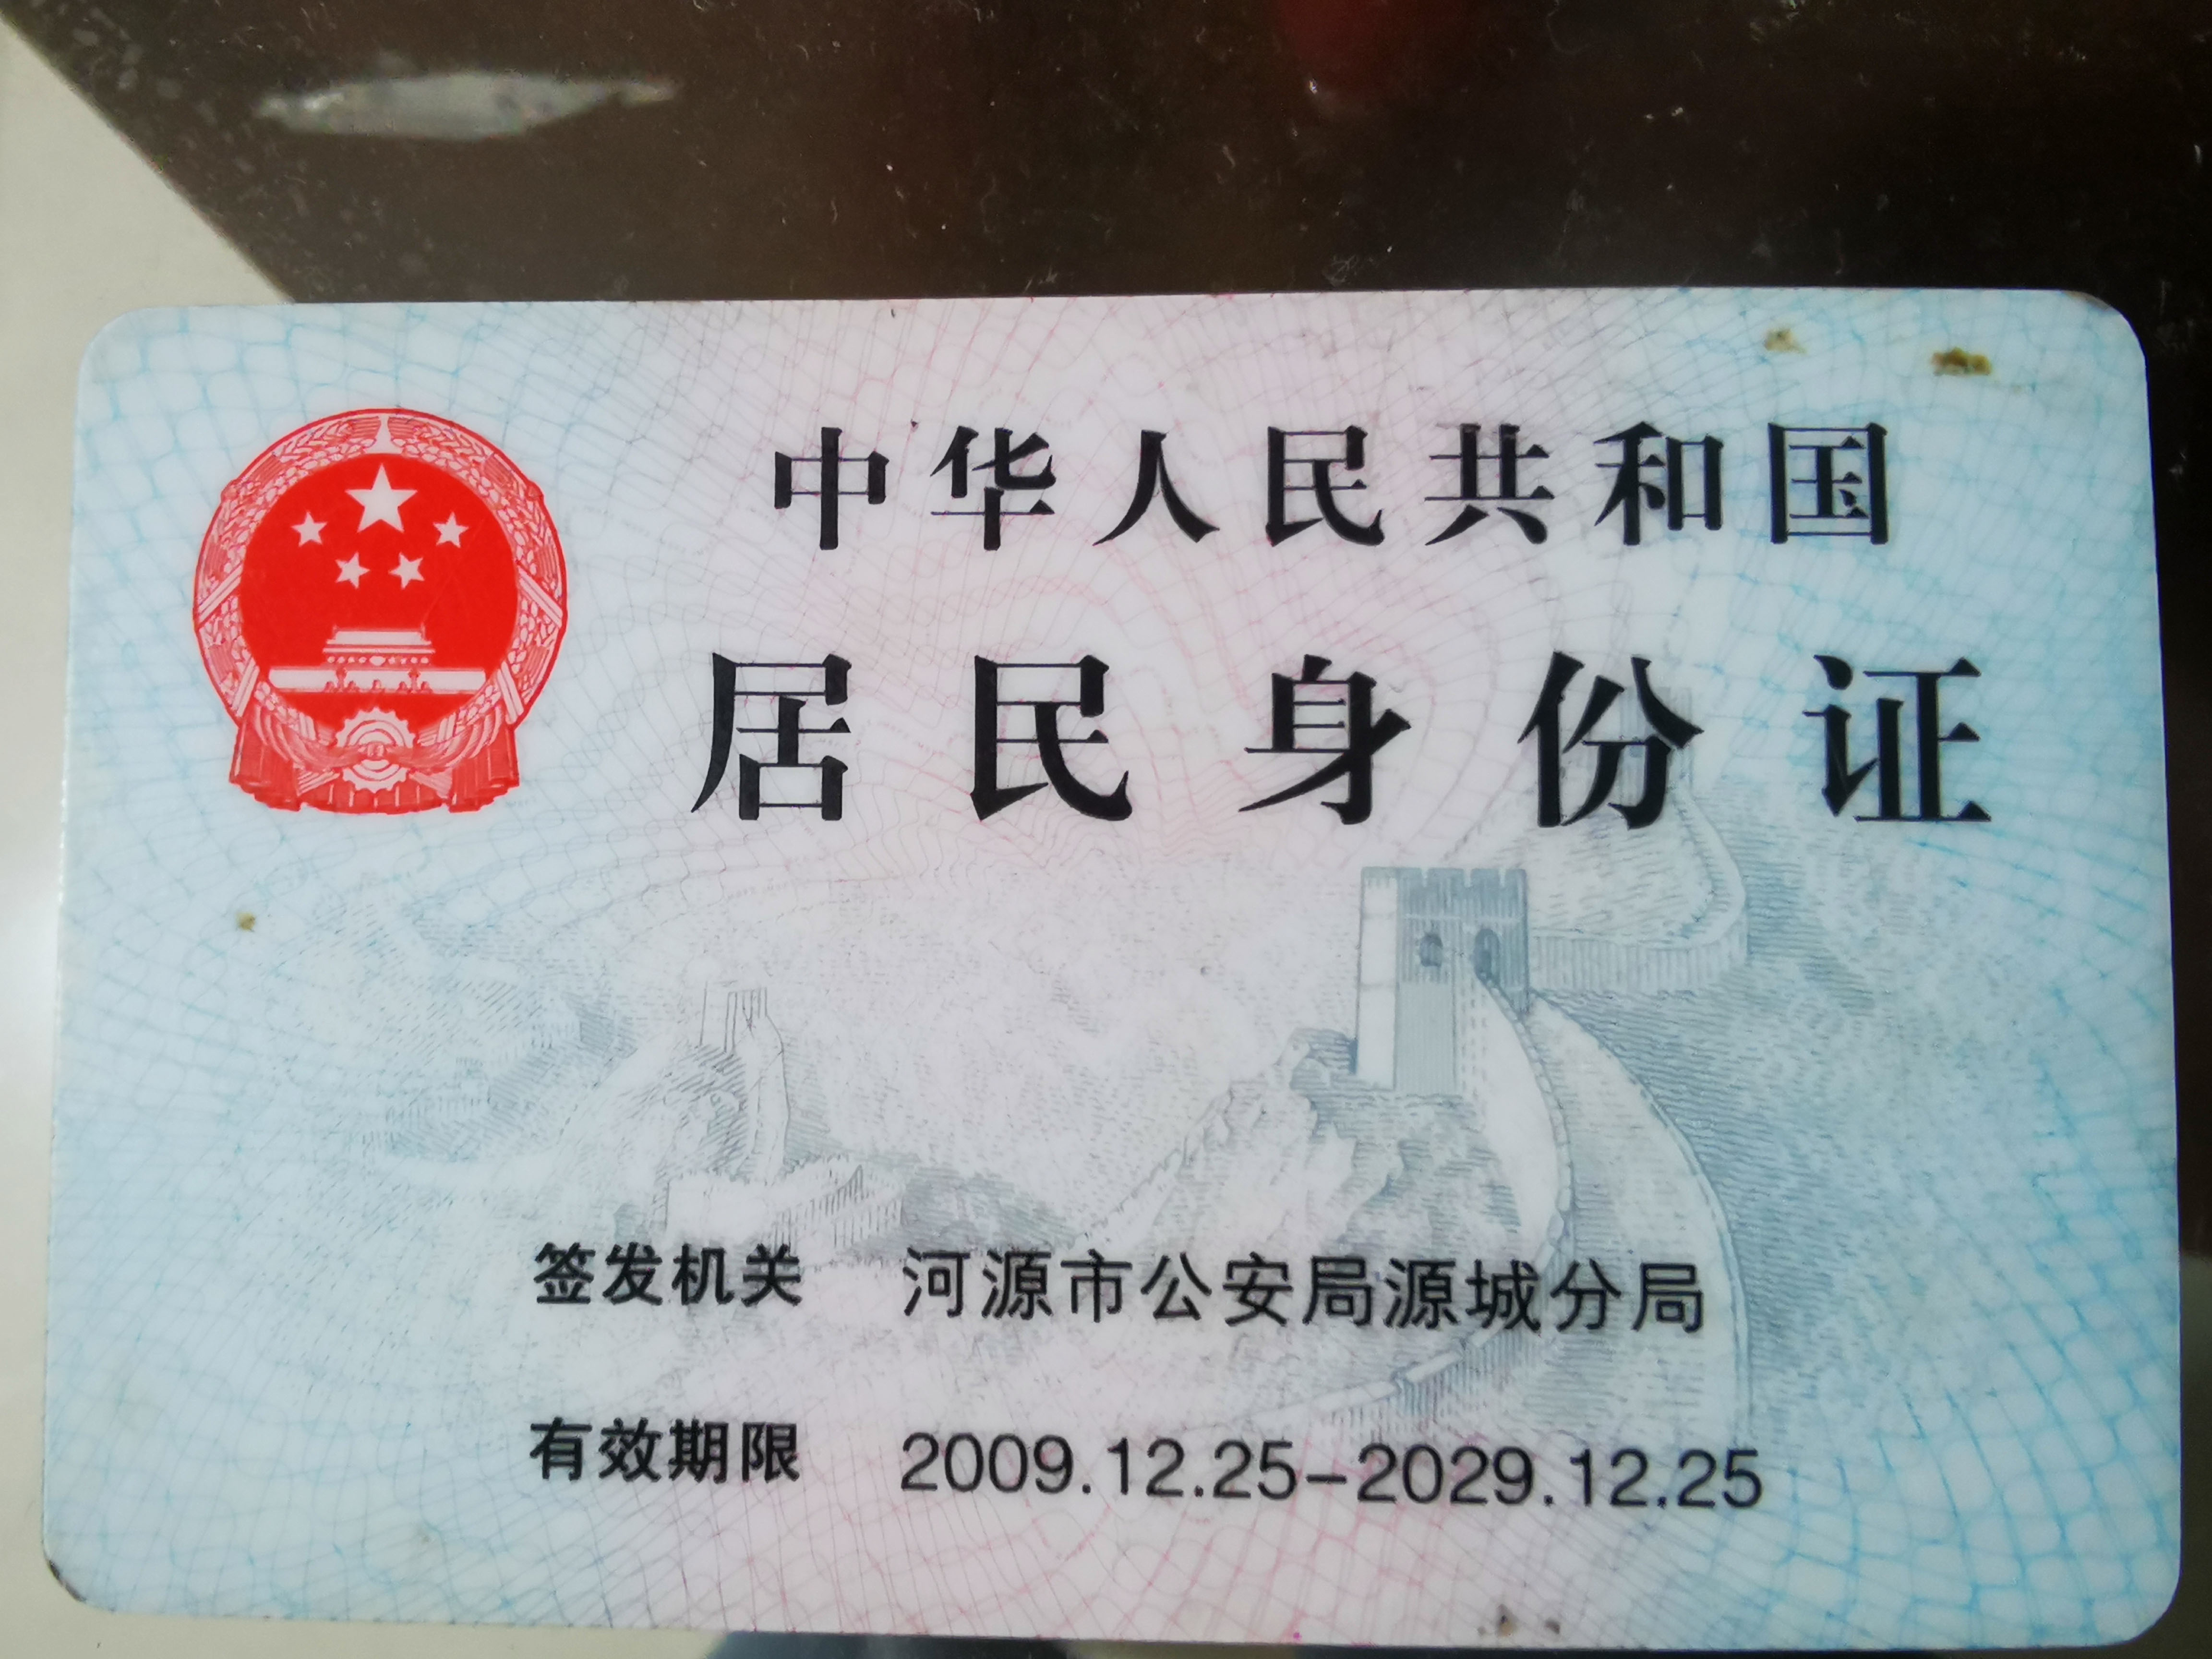 中华人民共和国
居民身份证
签发机关 河源市公安局源城分局
有效期限 2009.12.25-2029.12.25